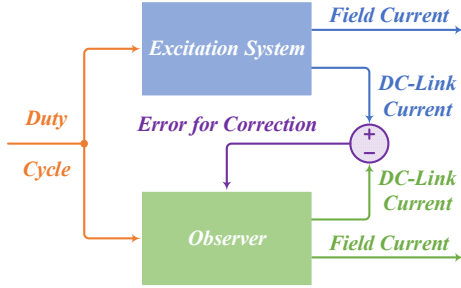 Field Current
Excitation System
DC-Link
Current
Duty
Error for Correction
+
−
Cycle
DC-Link
Current
Observer
Field Current